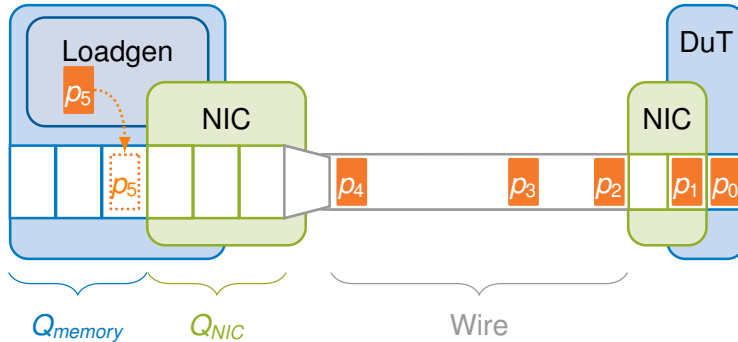 Loadgen
DuT
p5
NIC
NIC
p5
p4
p3
p2
p1
p0
Qmemory
QNIC
Wire